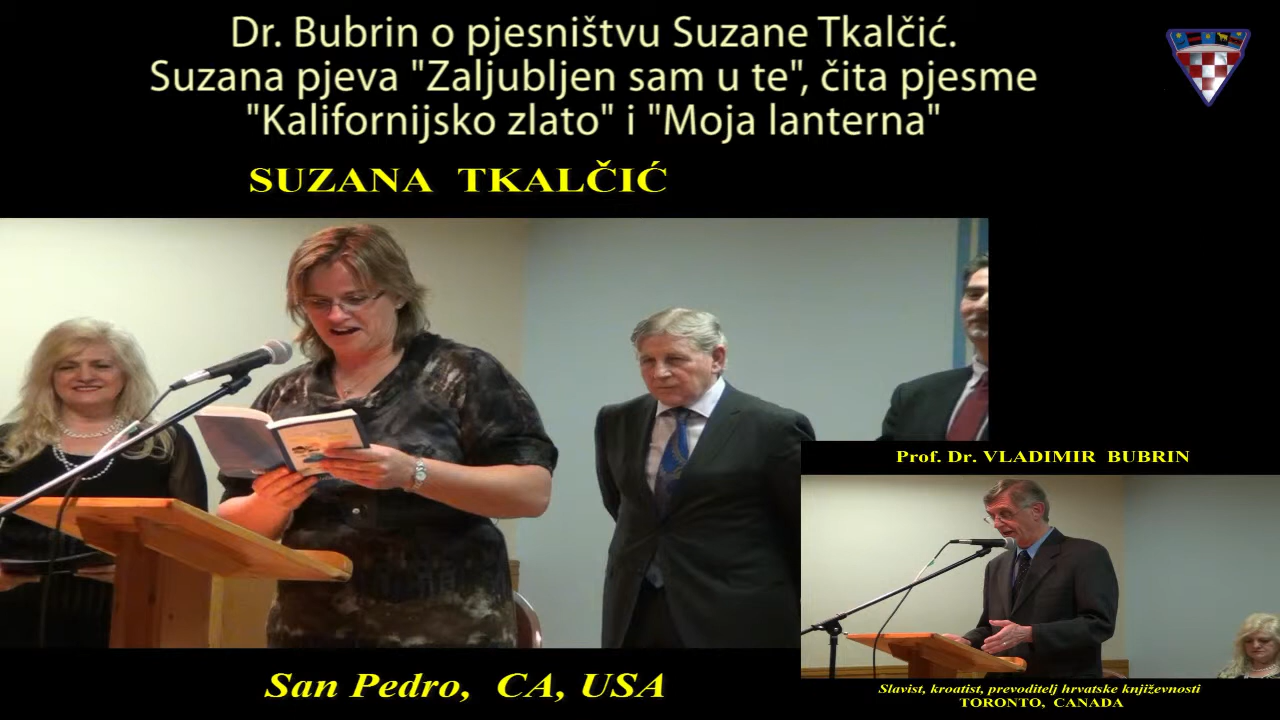 Dr. Bubrin o pjesništvu Suzane Tkalčić.
Suzana pjeva "Zaljubljen sam u te", čita pjesme
"Kalifornijsko zlato" i "Moja lanterna"
SUZANA TKALČIĆ
Prof. Dr. VLADIMIR BUBRIN
San Pedro, CA, USA
Slavist, kroatist, prevoditelj hrvatske književnosti
TORONTO, CANADA